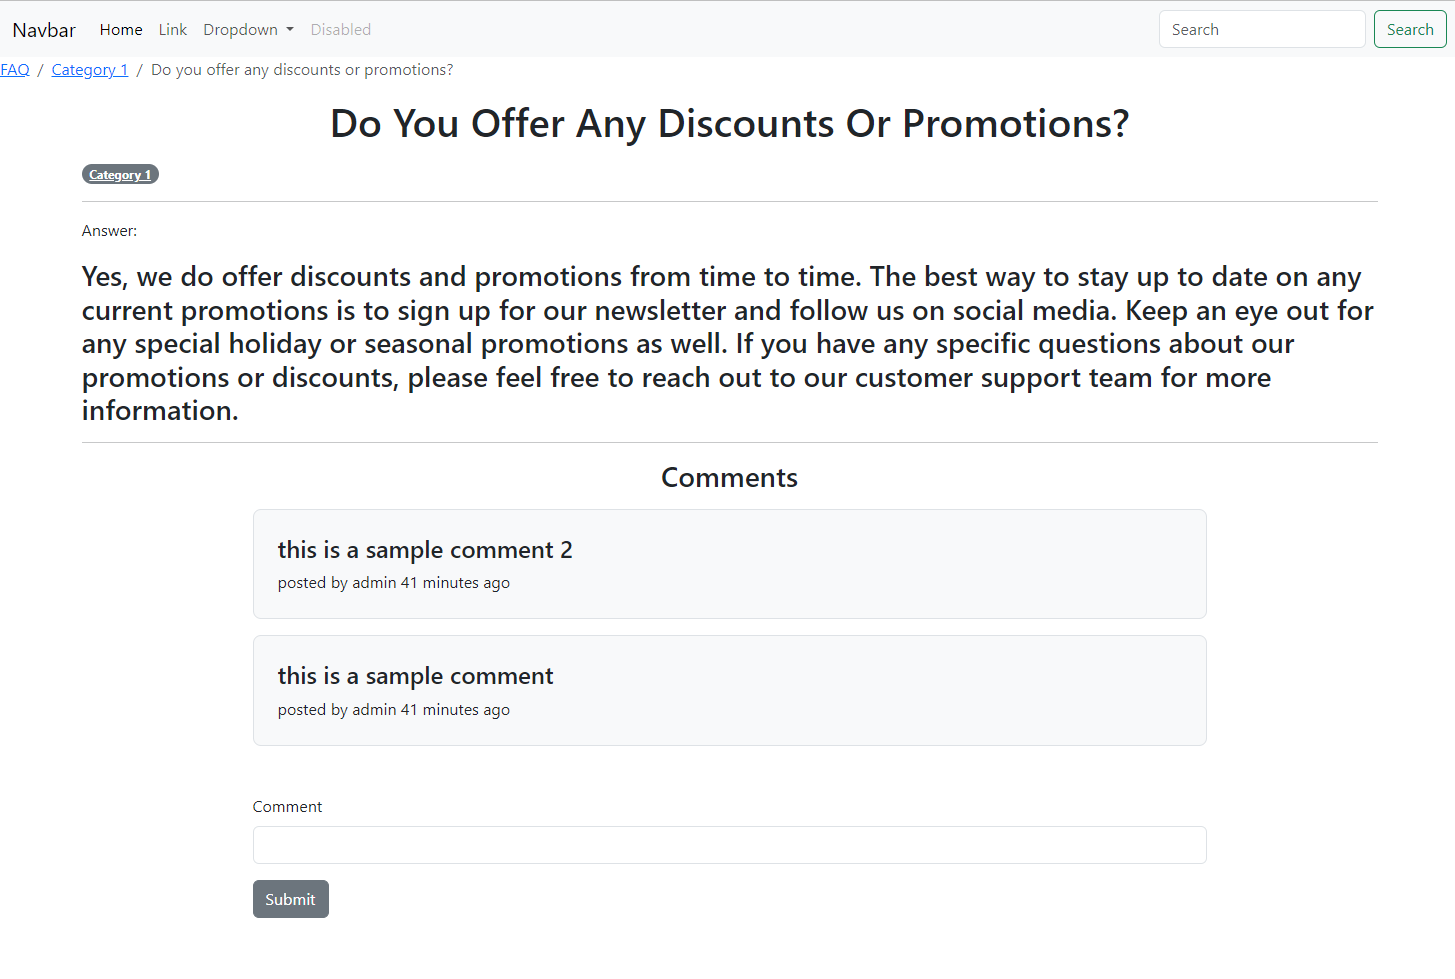 Navbar Home Link Dropdown Disabled Search Search
FAQ / Category 1 / Do you offer any discounts or promotions?
Do You Offer Any Discounts Or Promotions?
Category 1
Answer:
Yes, we do offer discounts and promotions from time to time. The best way to stay up to date on any
current promotions is to sign up for our newsletter and follow us on social media. Keep an eye out for
any special holiday or seasonal promotions as well. If you have any specific questions about our
promotions or discounts, please feel free to reach out to our customer support team for more
information.
Comments
this is a sample comment 2
posted by admin 41 minutes ago
this is a sample comment
posted by admin 41 minutes ago
Comment
Submit